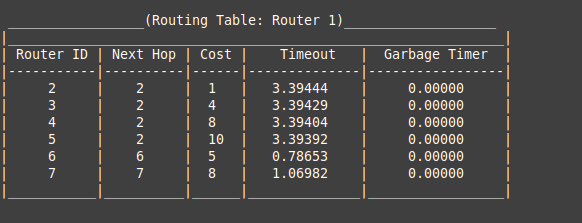 (Routing Table: Router 1)
| Router ID | Next Hop | Cost | Timeout | Garbage Timer |
|-----------|----------|------|--------------|-----------------|
| 2 | 2 | 1 | 3.39444 | 0.00000 |
| 3 | 2 | 4 | 3.39429 | 0.00000 |
| 4 | 2 | 8 | 3.39404 | 0.00000 |
| 5 | 2 | 10 | 3.39392 | 0.00000 |
| 6 | 6 | 5 | 0.78653 | 0.00000 |
| 7 | 7 | 8 | 1.06982 | 0.00000 |